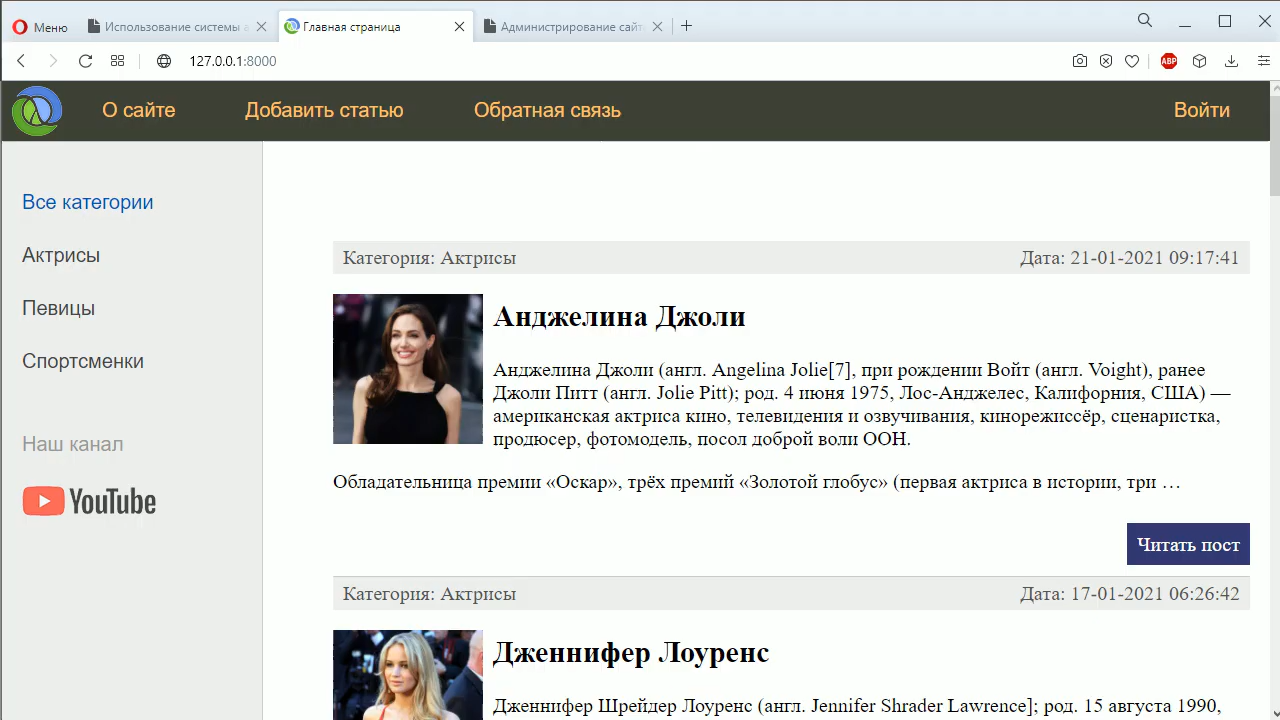 Меню
Использование системы а
Главная страница
Администрирование сайт
127.0.0.1:8000
ABP
О сайте
Добавить статью
Обратная связь
Войти
Все категории
Актрисы
Певицы
Спортсменки
Наш канал
YouTube
Категория: Актрисы
Дата: 21-01-2021 09:17:41
Анджелина Джоли
Анджелина Джоли (англ. Angelina Jolie[7], при рождении Войт (англ. Voight), ранее
Джоли Питт (англ. Jolie Pitt); род. 4 июня 1975, Лос-Анджелес, Калифорния, США) —
американская актриса кино, телевидения и озвучивания, кинорежиссёр, сценаристка,
продюсер, фотомодель, посол доброй воли ООН.
Обладательница премии «Оскар», трёх премий «Золотой глобус» (первая актриса в истории, три …
Читать пост
Категория: Актрисы
Дата: 17-01-2021 06:26:42
Дженнифер Лоуренс
Дженнифер Шрейдер Лоуренс (англ. Jennifer Shrader Lawrence]; род. 15 августа 1990,